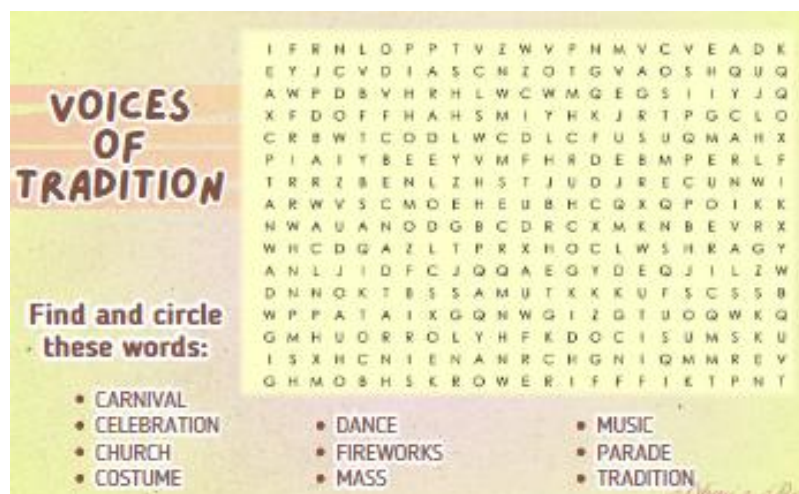 VOICES
OF
TRADITION
I F R N L O P P T V Z W V P N M V C V E A D K
E Y J C V D I A S C N Z O T G V A O S H Q U Q
A W P D B V H R H L W C W M Q E G S I I Y J Q
X F D O F F H A H S M I Y H K J R T P G C L O
C R B W T C O D L W C D L C F U S U Q M A H X
P I A I Y B E E Y V M F H R D E B M P E R L F
T R R Z B E N L Z H S T J U D J R E C U N W I
A R W V S C M O E H E U B H C Q X Q P O I K K
N W A U A N O D G B C D R C X M K N B E V R X
W H C D Q A Z L T P R X H O C L W S H R A G Y
A N L J I D F C J Q Q A E G Y D E Q J I L Z W
D N N O K T B S S A M U T K K K U F S C S S B
W P P A T A I X G Q N W G I Z G T U O Q W K Q
G M H U O R R O L Y H F K D O C I S U M S K U
I S X H C N I E N A N R C H G N I Q M M R E V
G H M O B H S K R O W E R I F F F I K T P N T
Find and circle
these words:
• CARNIVAL
• CELEBRATION
• CHURCH
• COSTUME
• DANCE
• FIREWORKS
• MASS
• MUSIC
• PARADE
• TRADITION